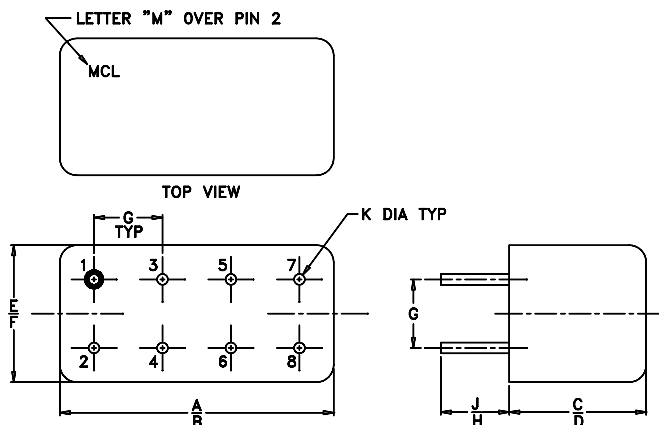 LETTER "M" OVER PIN 2
MCL
TOP VIEW
G
TYP
K DIA TYP
1 3 5 7
E
F
G
2 4 6 8
A
B
J
H
C
D